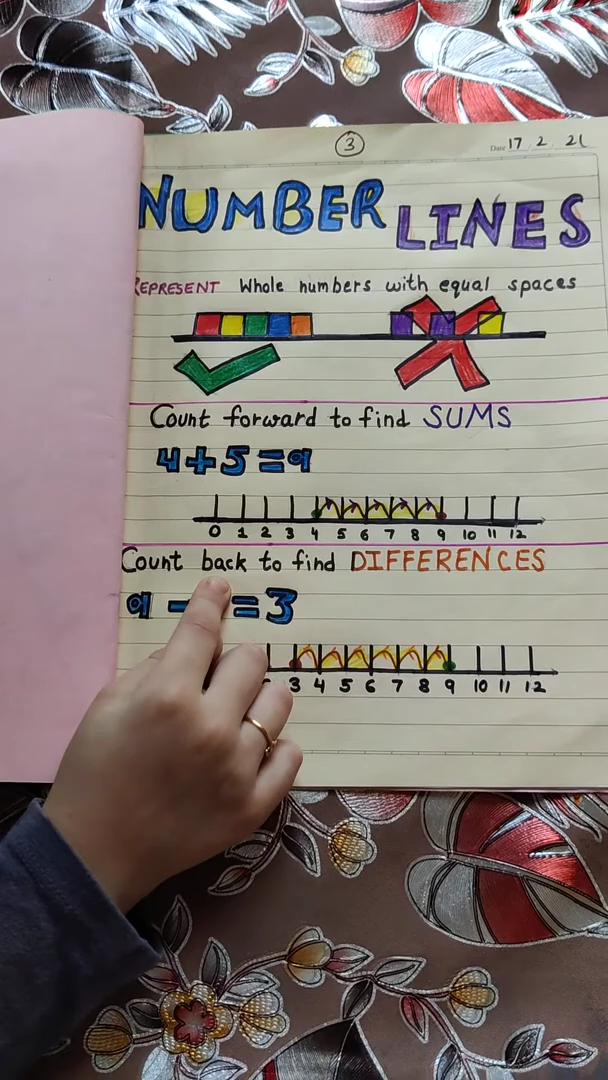 3
Date 17 2 21
NUMBER LINES
REPRESENT Whole numbers with equal spaces
Count forward to find SUMS
4+5=9
0 1 2 3 4 5 6 7 8 9 10 11 12
Count back to find DIFFERENCES
9 - =3
3 4 5 6 7 8 9 10 11 12